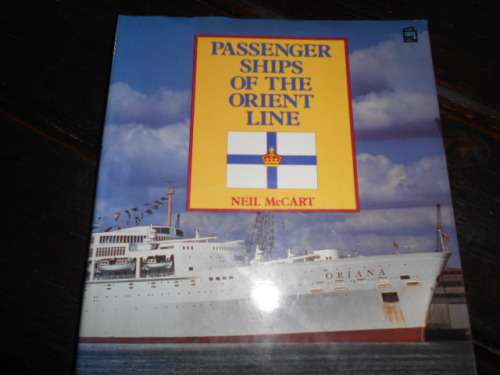 PASSENGER
SHIPS
OF THE
ORIENT
LINE
NEIL McCART
ORIANA